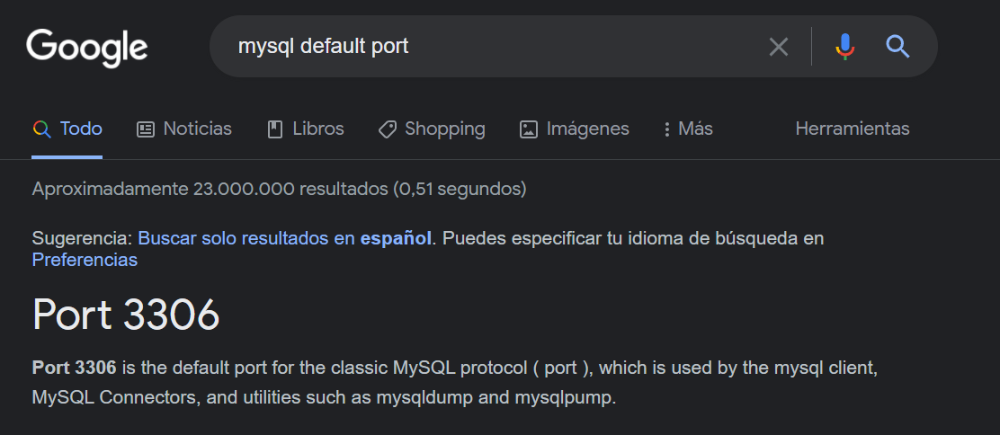 Google
mysql default port
Todo Noticias Libros Shopping Imágenes Más Herramientas
Aproximadamente 23.000.000 resultados (0,51 segundos)
Sugerencia: Buscar solo resultados en español. Puedes especificar tu idioma de búsqueda en
Preferencias
Port 3306
Port 3306 is the default port for the classic MySQL protocol ( port ), which is used by the mysql client,
MySQL Connectors, and utilities such as mysqldump and mysqlpump.